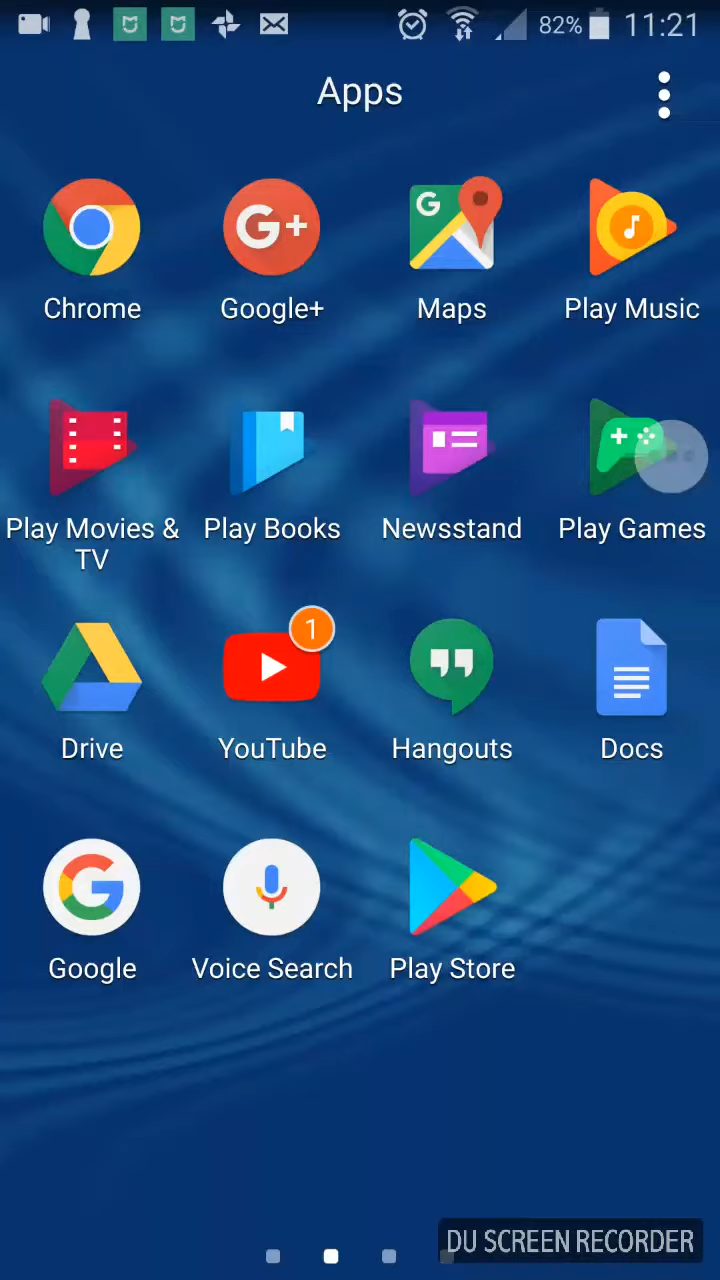 82% 11:21
Apps
G+
G
Chrome Google+ Maps Play Music
Play Movies & TV Play Books Newsstand Play Games
1
Drive YouTube Hangouts Docs
G
Google Voice Search Play Store
DU SCREEN RECORDER